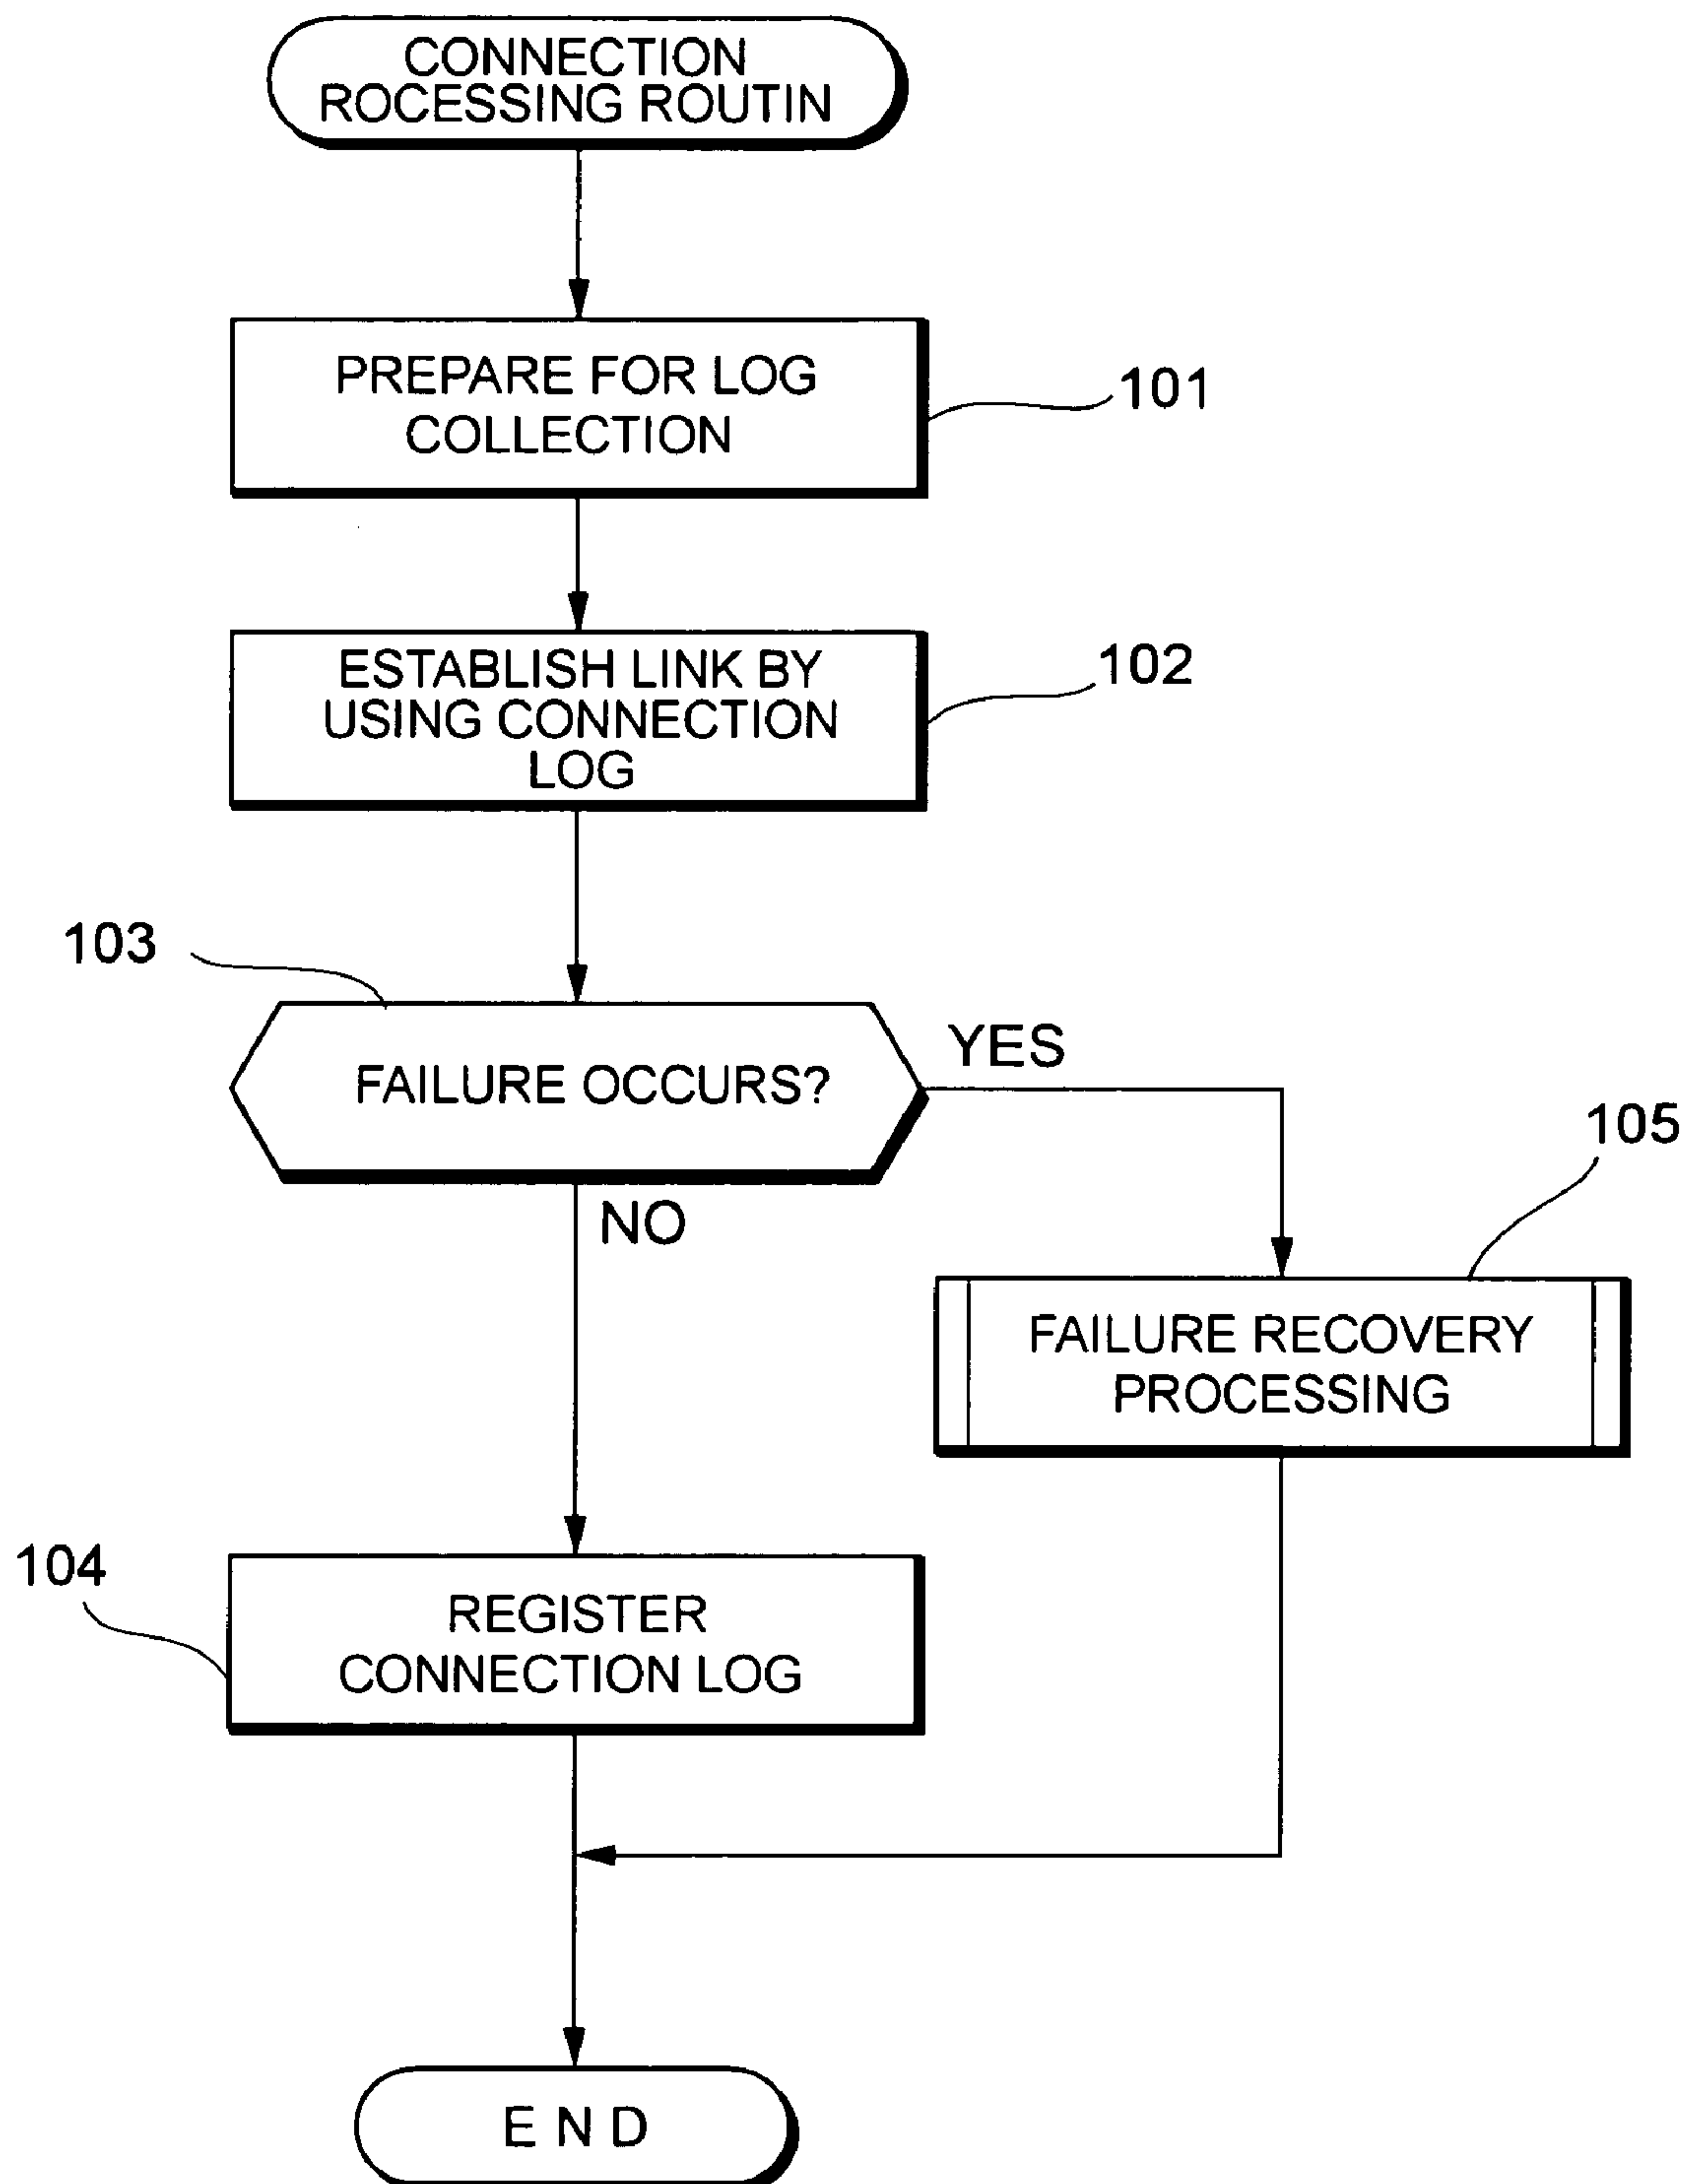 CONNECTION
ROCESSING ROUTIN
PREPARE FOR LOG
COLLECTION
101
ESTABLISH LINK BY
USING CONNECTION
LOG
102
103
FAILURE OCCURS?
YES
NO
105
FAILURE RECOVERY
PROCESSING
104
REGISTER
CONNECTION LOG
END